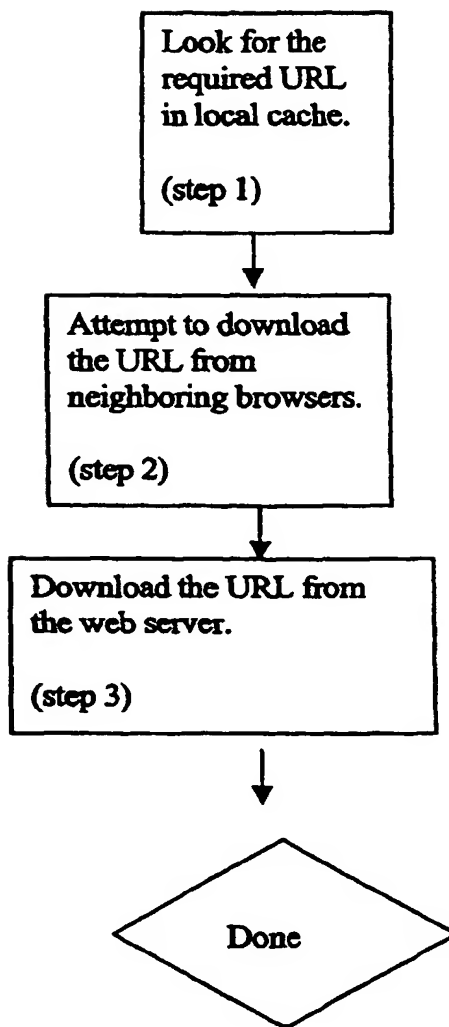 Look for the
required URL
in local cache.
(step 1)
Attempt to download
the URL from
neighboring browsers.
(step 2)
Download the URL from
the web server.
(step 3)
Done